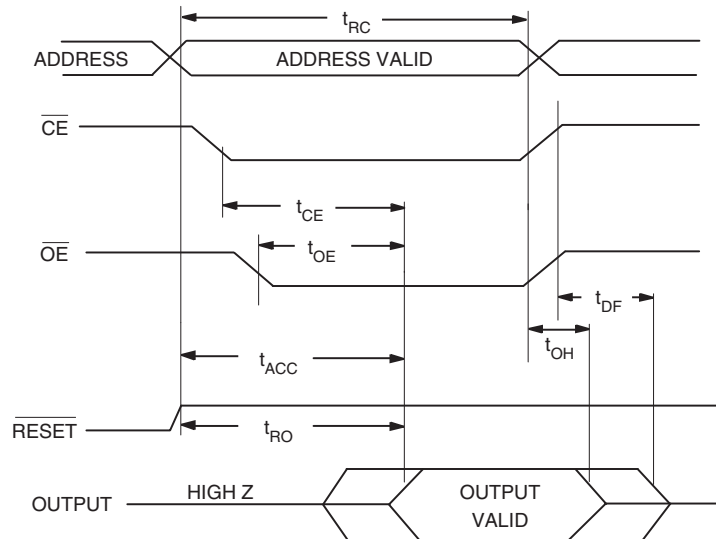 tRC
ADDRESS
ADDRESS VALID
CE
tCE
OE
tOE
tDF
tOH
tACC
RESET
tRO
OUTPUT
HIGH Z
OUTPUT
VALID